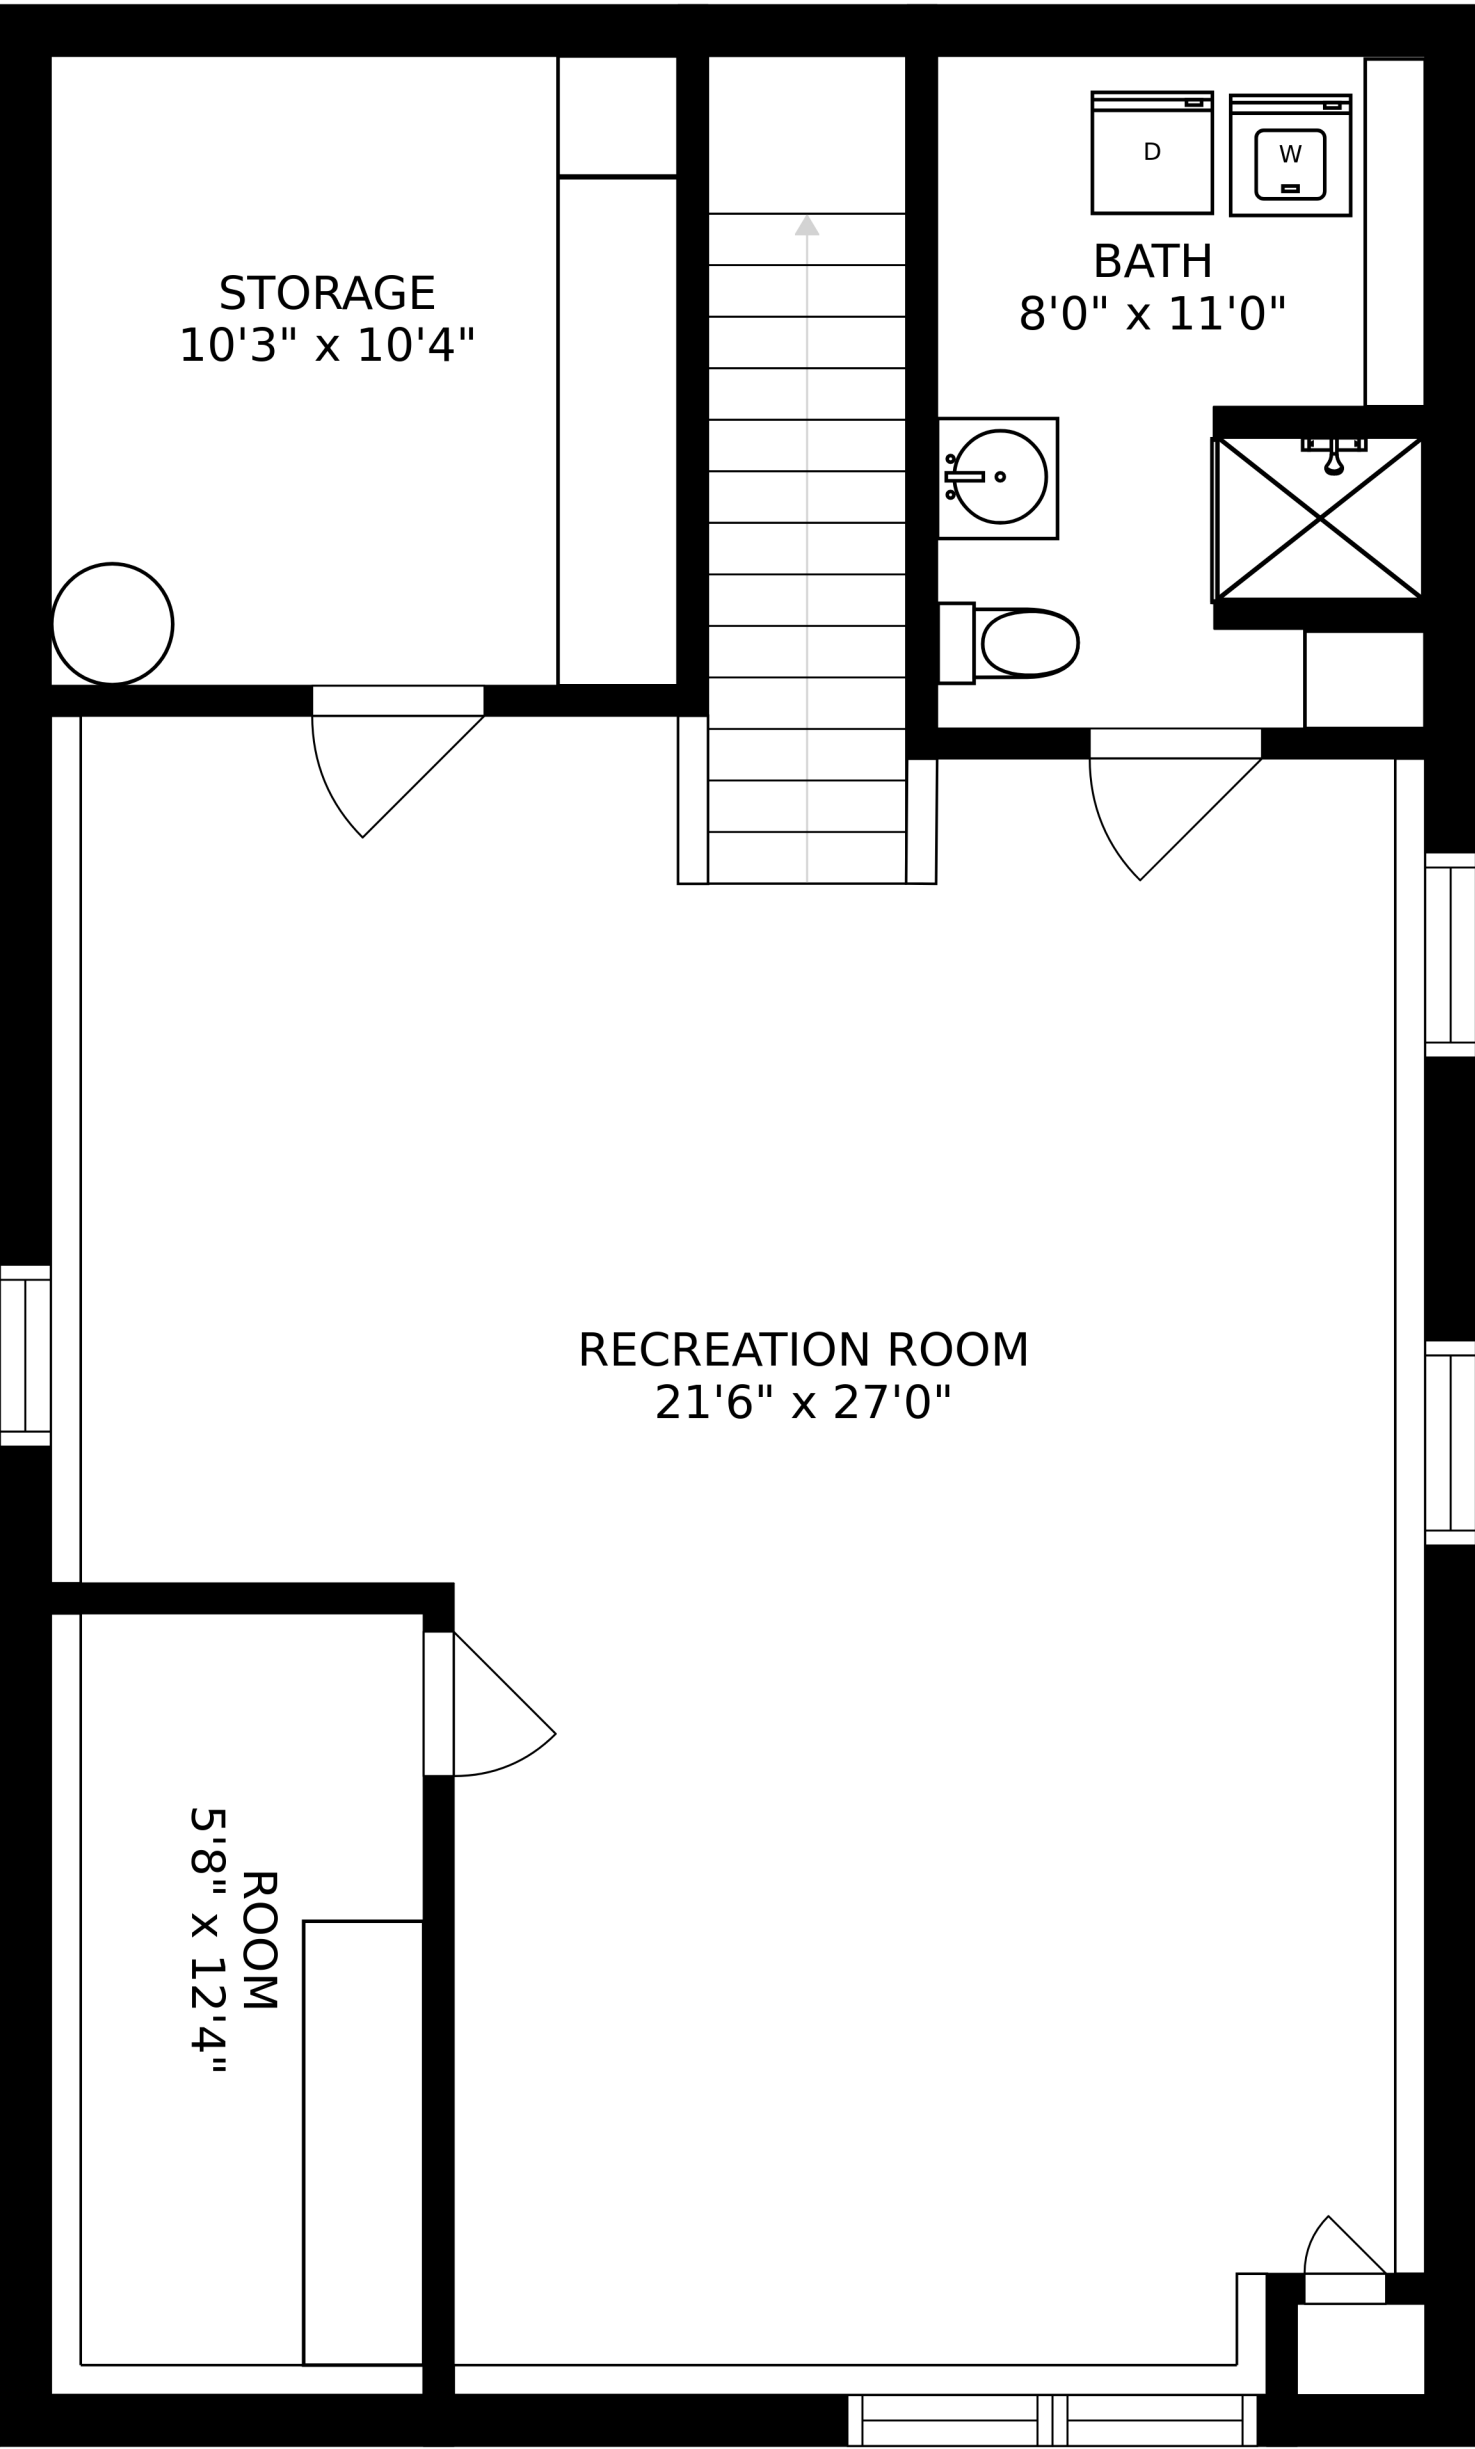 D
W
BATH
8'0" x 11'0"
STORAGE
10'3" x 10'4"
RECREATION ROOM
21'6" x 27'0"
ROOM
5'8" x 12'4"